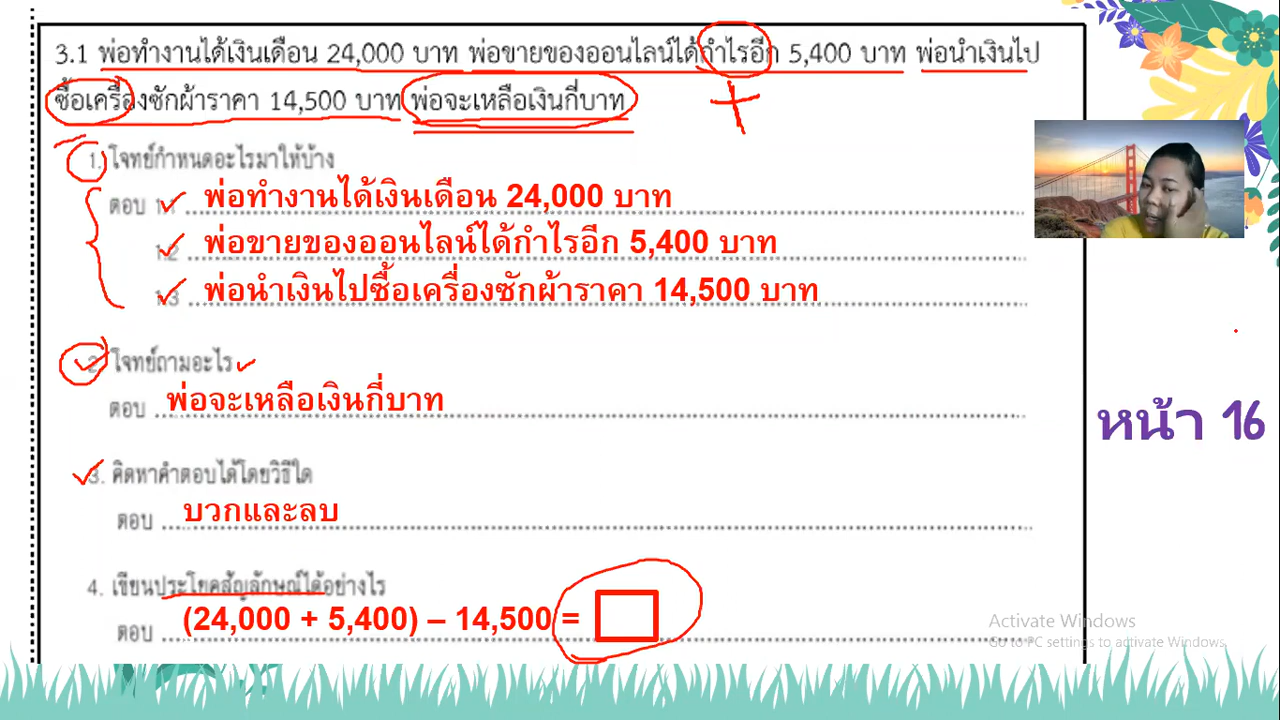 3.1 พ่อทำงานได้เงินเดือน 24,000 บาท พ่อขายของออนไลน์ได้กำไรอีก 5,400 บาท พ่อนำเงินไป
ซื้อเครื่องซักผ้าราคา 14,500 บาท พ่อจะเหลือเงินกี่บาท
1. โจทย์กำหนดอะไรมาให้บ้าง
ตอบ 1.1 พ่อทำงานได้เงินเดือน 24,000 บาท
1.2 พ่อขายของออนไลน์ได้กำไรอีก 5,400 บาท
1.3 พ่อนำเงินไปซื้อเครื่องซักผ้าราคา 14,500 บาท
2. โจทย์ถามอะไร
ตอบ พ่อจะเหลือเงินกี่บาท
หน้า 16
3. คิดหาคำตอบได้โดยวิธีใด
ตอบ บวกและลบ
4. เขียนประโยคสัญลักษณ์ได้อย่างไร
ตอบ (24,000 + 5,400) – 14,500 =
Activate Windows
Go to PC settings to activate Windows.